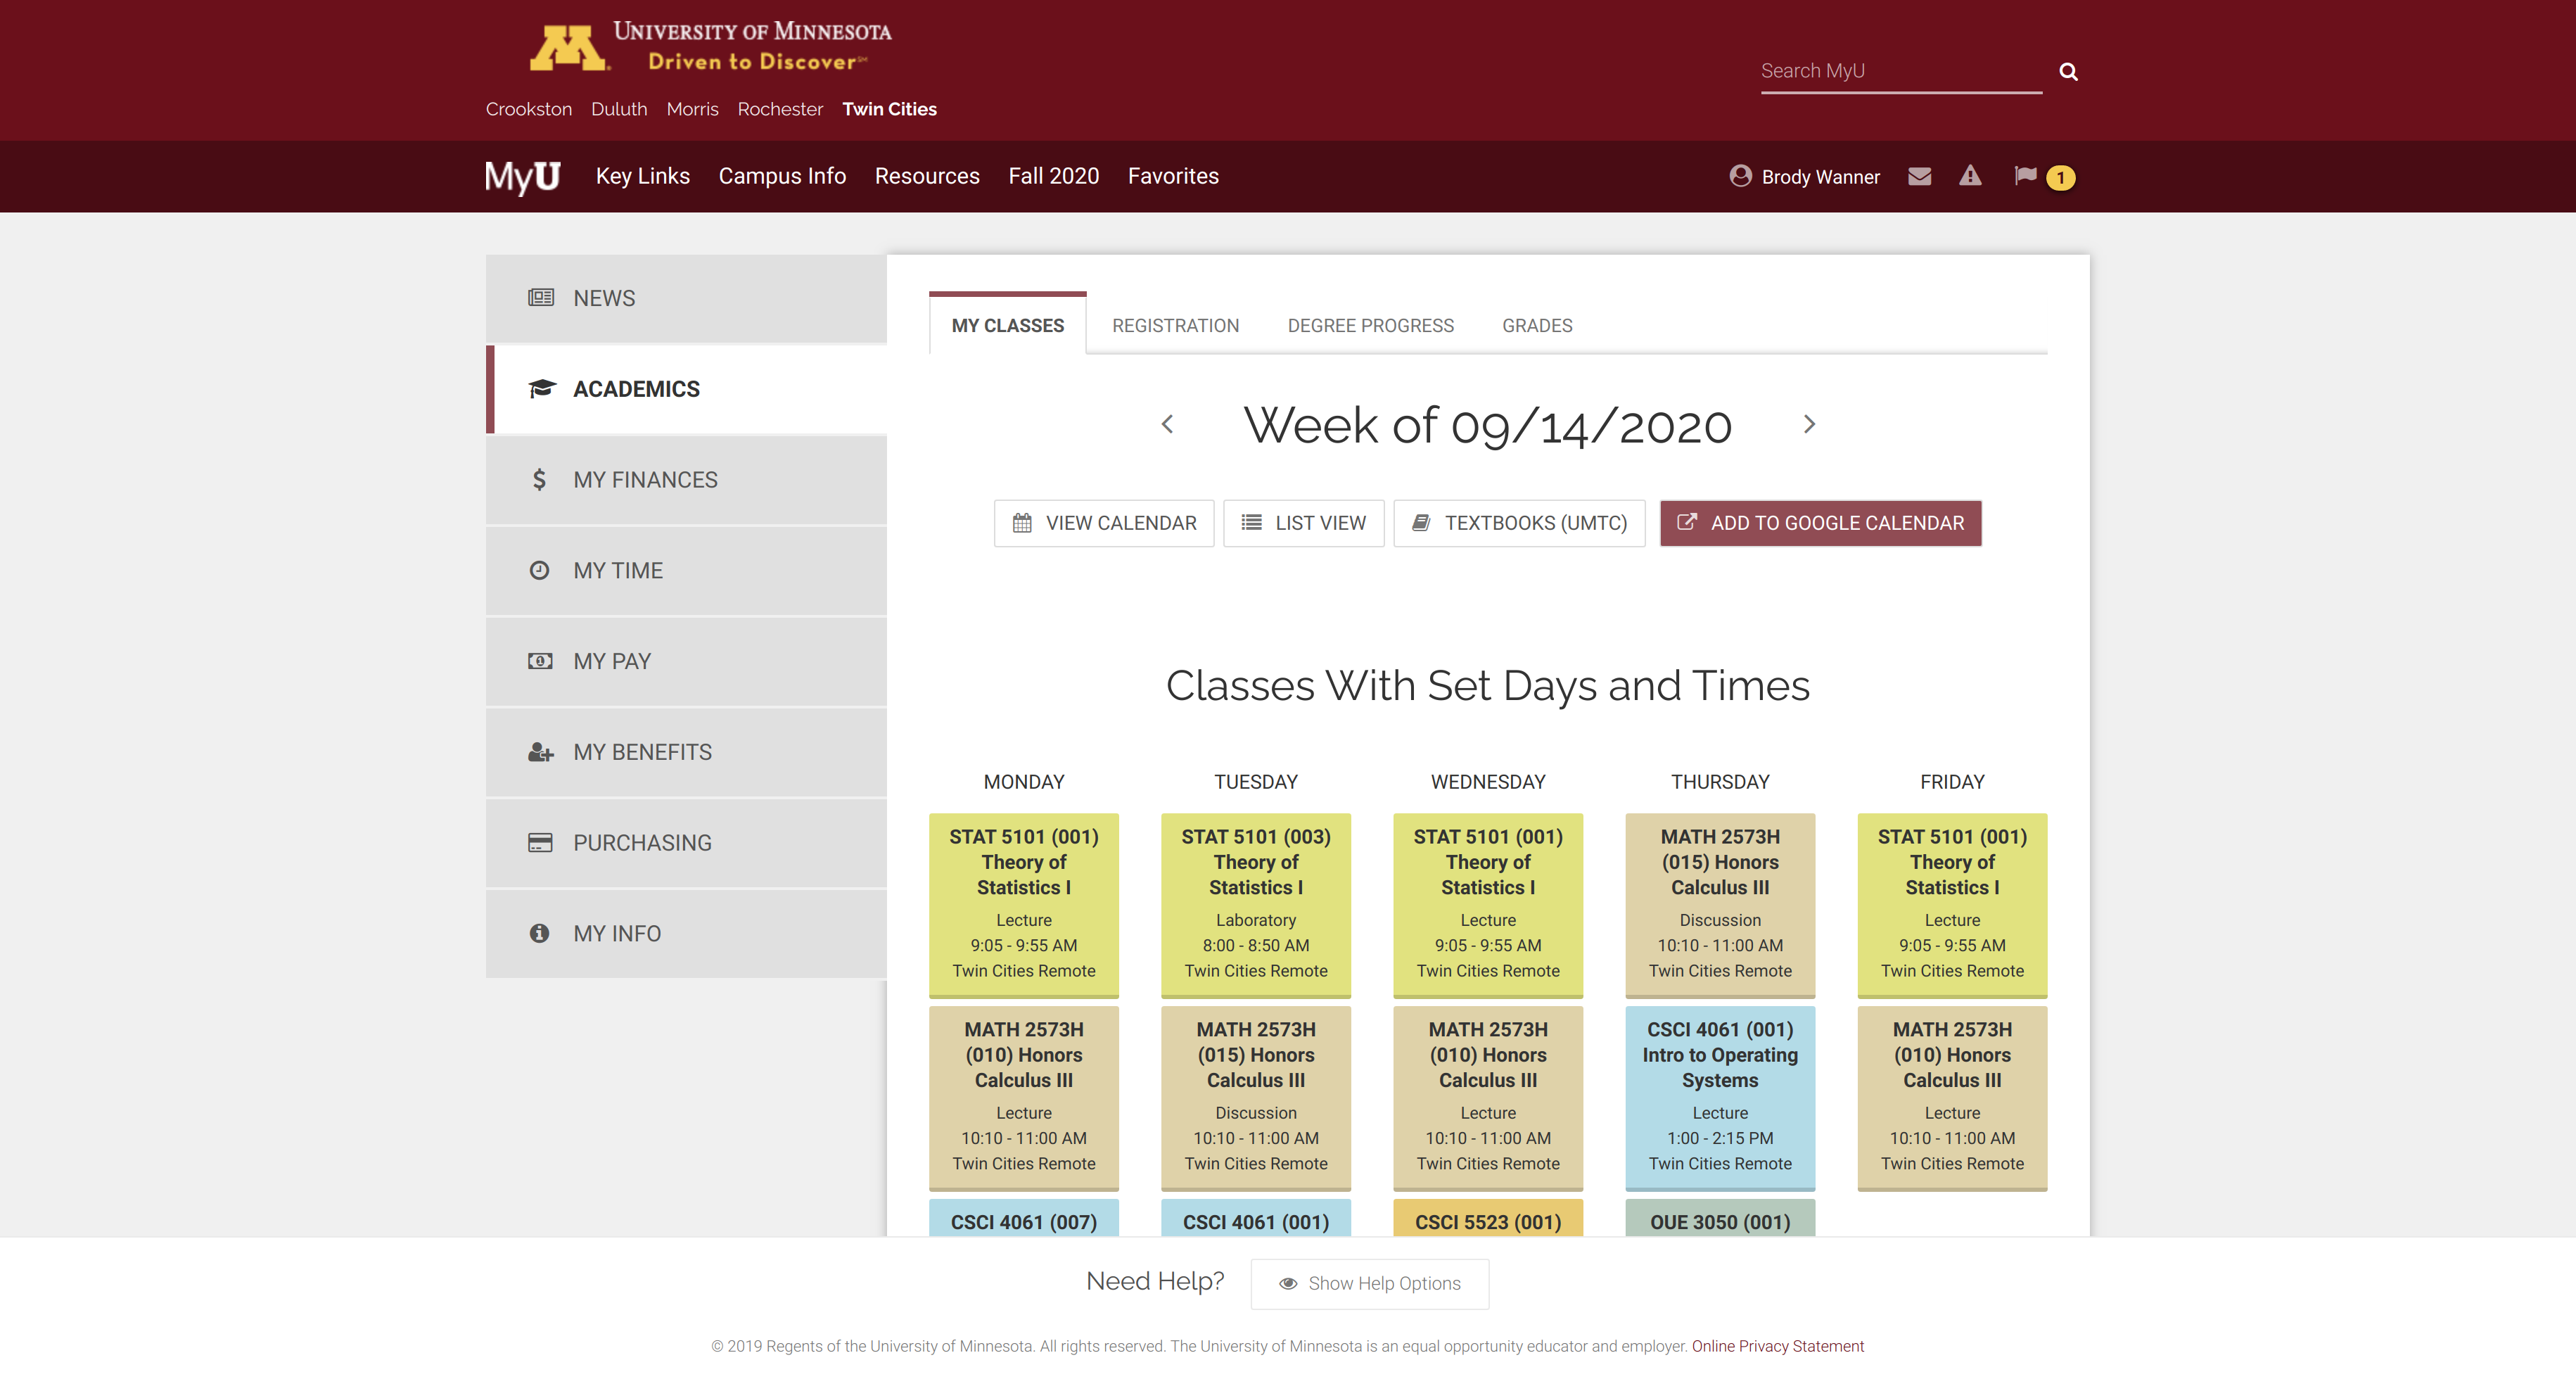 UNIVERSITY OF MINNESOTA
Driven to Discover℠
Search MyU
Crookston Duluth Morris Rochester Twin Cities
MyU Key Links Campus Info Resources Fall 2020 Favorites Brody Wanner 1
NEWS
ACADEMICS
MY FINANCES
MY TIME
MY PAY
MY BENEFITS
PURCHASING
MY INFO
MY CLASSES REGISTRATION DEGREE PROGRESS GRADES
Week of 09/14/2020
VIEW CALENDAR LIST VIEW TEXTBOOKS (UMTC) ADD TO GOOGLE CALENDAR
Classes With Set Days and Times
MONDAY
STAT 5101 (001)
Theory of
Statistics I
Lecture
9:05 - 9:55 AM
Twin Cities Remote
MATH 2573H
(010) Honors
Calculus III
Lecture
10:10 - 11:00 AM
Twin Cities Remote
CSCI 4061 (007)
TUESDAY
STAT 5101 (003)
Theory of
Statistics I
Laboratory
8:00 - 8:50 AM
Twin Cities Remote
MATH 2573H
(015) Honors
Calculus III
Discussion
10:10 - 11:00 AM
Twin Cities Remote
CSCI 4061 (001)
WEDNESDAY
STAT 5101 (001)
Theory of
Statistics I
Lecture
9:05 - 9:55 AM
Twin Cities Remote
MATH 2573H
(010) Honors
Calculus III
Lecture
10:10 - 11:00 AM
Twin Cities Remote
CSCI 5523 (001)
THURSDAY
MATH 2573H
(015) Honors
Calculus III
Discussion
10:10 - 11:00 AM
Twin Cities Remote
CSCI 4061 (001)
Intro to Operating
Systems
Lecture
1:00 - 2:15 PM
Twin Cities Remote
OUE 3050 (001)
FRIDAY
STAT 5101 (001)
Theory of
Statistics I
Lecture
9:05 - 9:55 AM
Twin Cities Remote
MATH 2573H
(010) Honors
Calculus III
Lecture
10:10 - 11:00 AM
Twin Cities Remote
Need Help? Show Help Options
© 2019 Regents of the University of Minnesota. All rights reserved. The University of Minnesota is an equal opportunity educator and employer. Online Privacy Statement